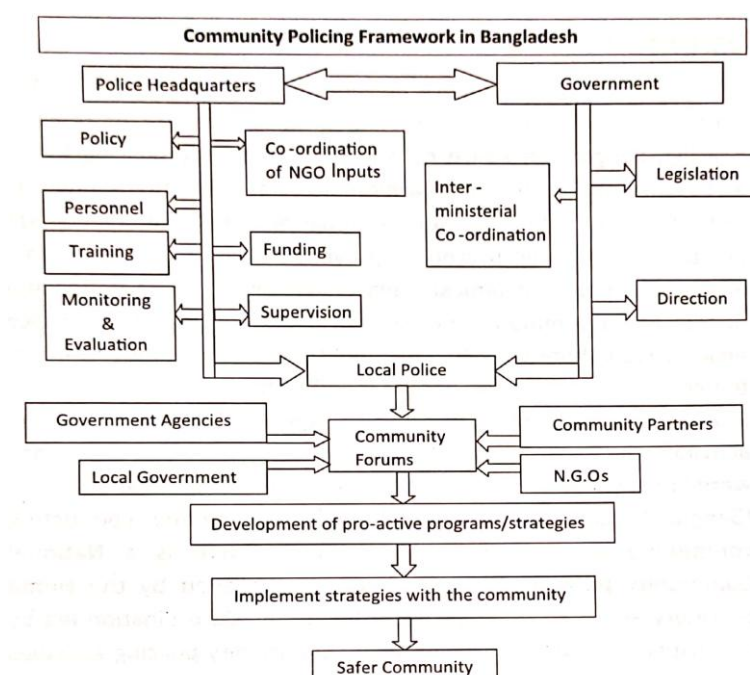 Community Policing Framework in Bangladesh
Police Headquarters
Government
Policy
Co-ordination
of NGO Inputs
Personnel
Training
Funding
Monitoring
&
Evaluation
Supervision
Inter-
ministerial
Co-ordination
Legislation
Direction
Local Police
Government Agencies
Local Government
Community
Forums
Community Partners
N.G.Os
Development of pro-active programs/strategies
Implement strategies with the community
Safer Community